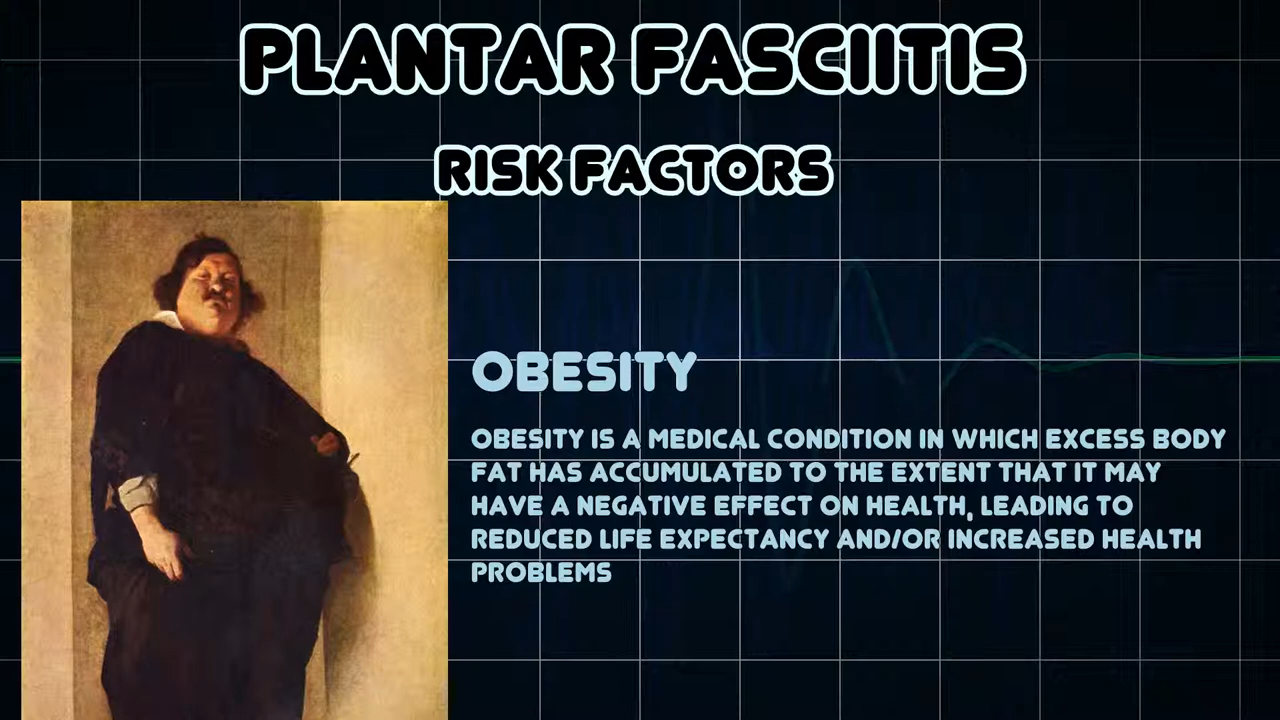 PLANTAR FASCIITIS
RISK FACTORS
OBESITY
OBESITY IS A MEDICAL CONDITION IN WHICH EXCESS BODY
FAT HAS ACCUMULATED TO THE EXTENT THAT IT MAY
HAVE A NEGATIVE EFFECT ON HEALTH, LEADING TO
REDUCED LIFE EXPECTANCY AND/OR INCREASED HEALTH
PROBLEMS